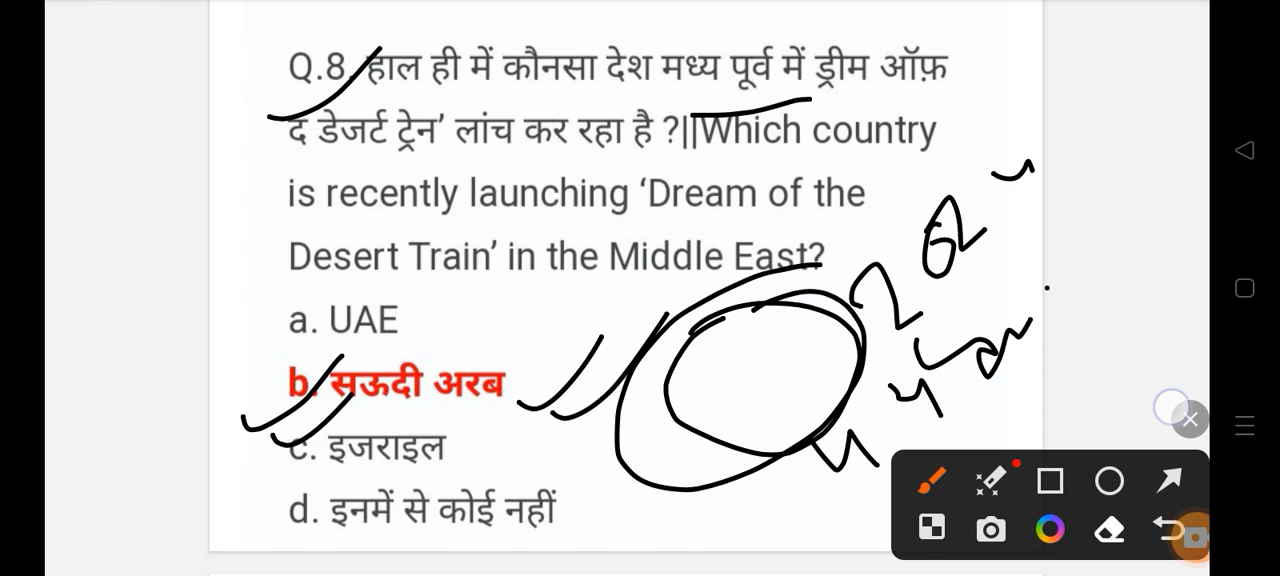 Q.8. हाल ही में कौनसा देश मध्य पूर्व में ड्रीम ऑफ़
द डेजर्ट ट्रेन’ लांच कर रहा है ?||Which country
is recently launching ‘Dream of the
Desert Train’ in the Middle East?
a. UAE
b. सऊदी अरब
c. इजराइल
d. इनमें से कोई नहीं